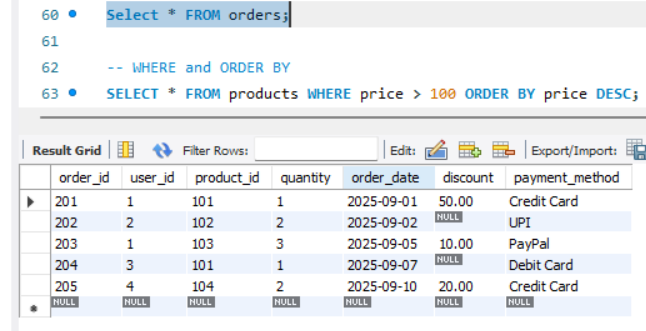 60 Select * FROM orders;
61
62 -- WHERE and ORDER BY
63 SELECT * FROM products WHERE price > 100 ORDER BY price DESC;
Result Grid Filter Rows: Edit: Export/Import:
order_id user_id product_id quantity order_date discount payment_method
201 1 101 1 2025-09-01 50.00 Credit Card
202 2 102 2 2025-09-02 NULL UPI
203 1 103 3 2025-09-05 10.00 PayPal
204 3 101 1 2025-09-07 NULL Debit Card
205 4 104 2 2025-09-10 20.00 Credit Card
NULL NULL NULL NULL NULL NULL NULL